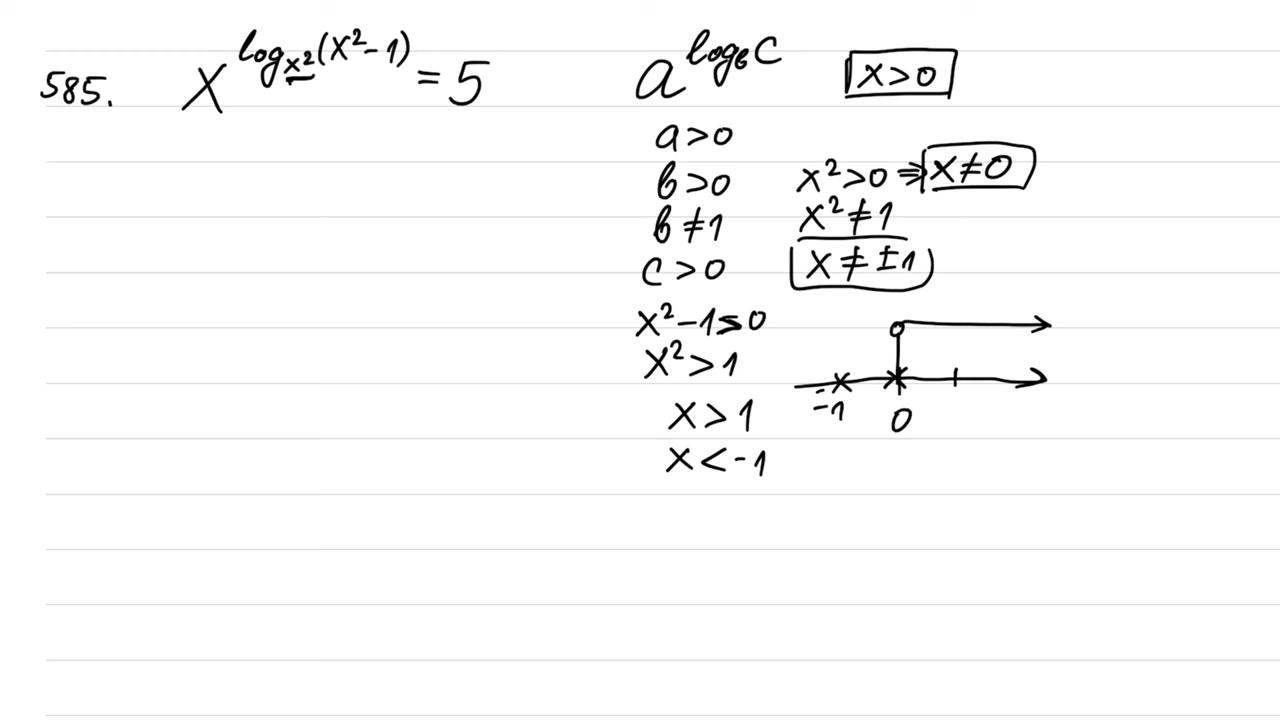 585. x^{log_{x²}(x²-1)} = 5
a^{log_в c}
x>0
a>0
в>0
в≠1
c>0
x²-1>0
x²>1
x>1
x<-1
x²>0 ⇒ x≠0
x²≠1
x≠±1
-1 0